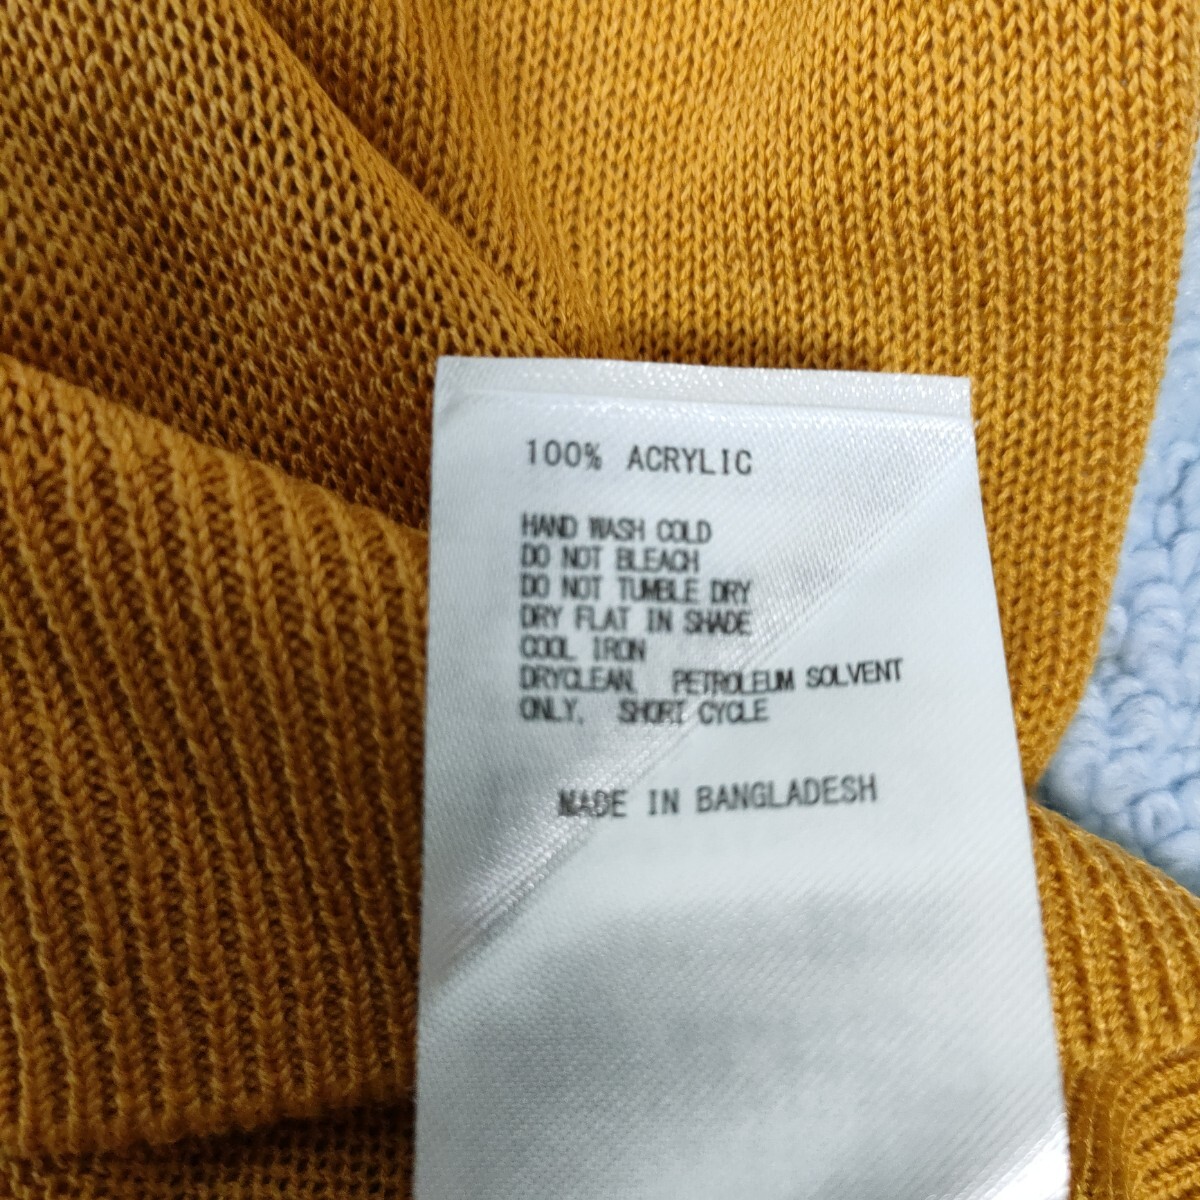 100% ACRYLIC
HAND WASH COLD
DO NOT BLEACH
DO NOT TUMBLE DRY
DRY FLAT IN SHADE
COOL IRON
DRYCLEAN, PETROLEUM SOLVENT
ONLY, SHORT CYCLE
MADE IN BANGLADESH